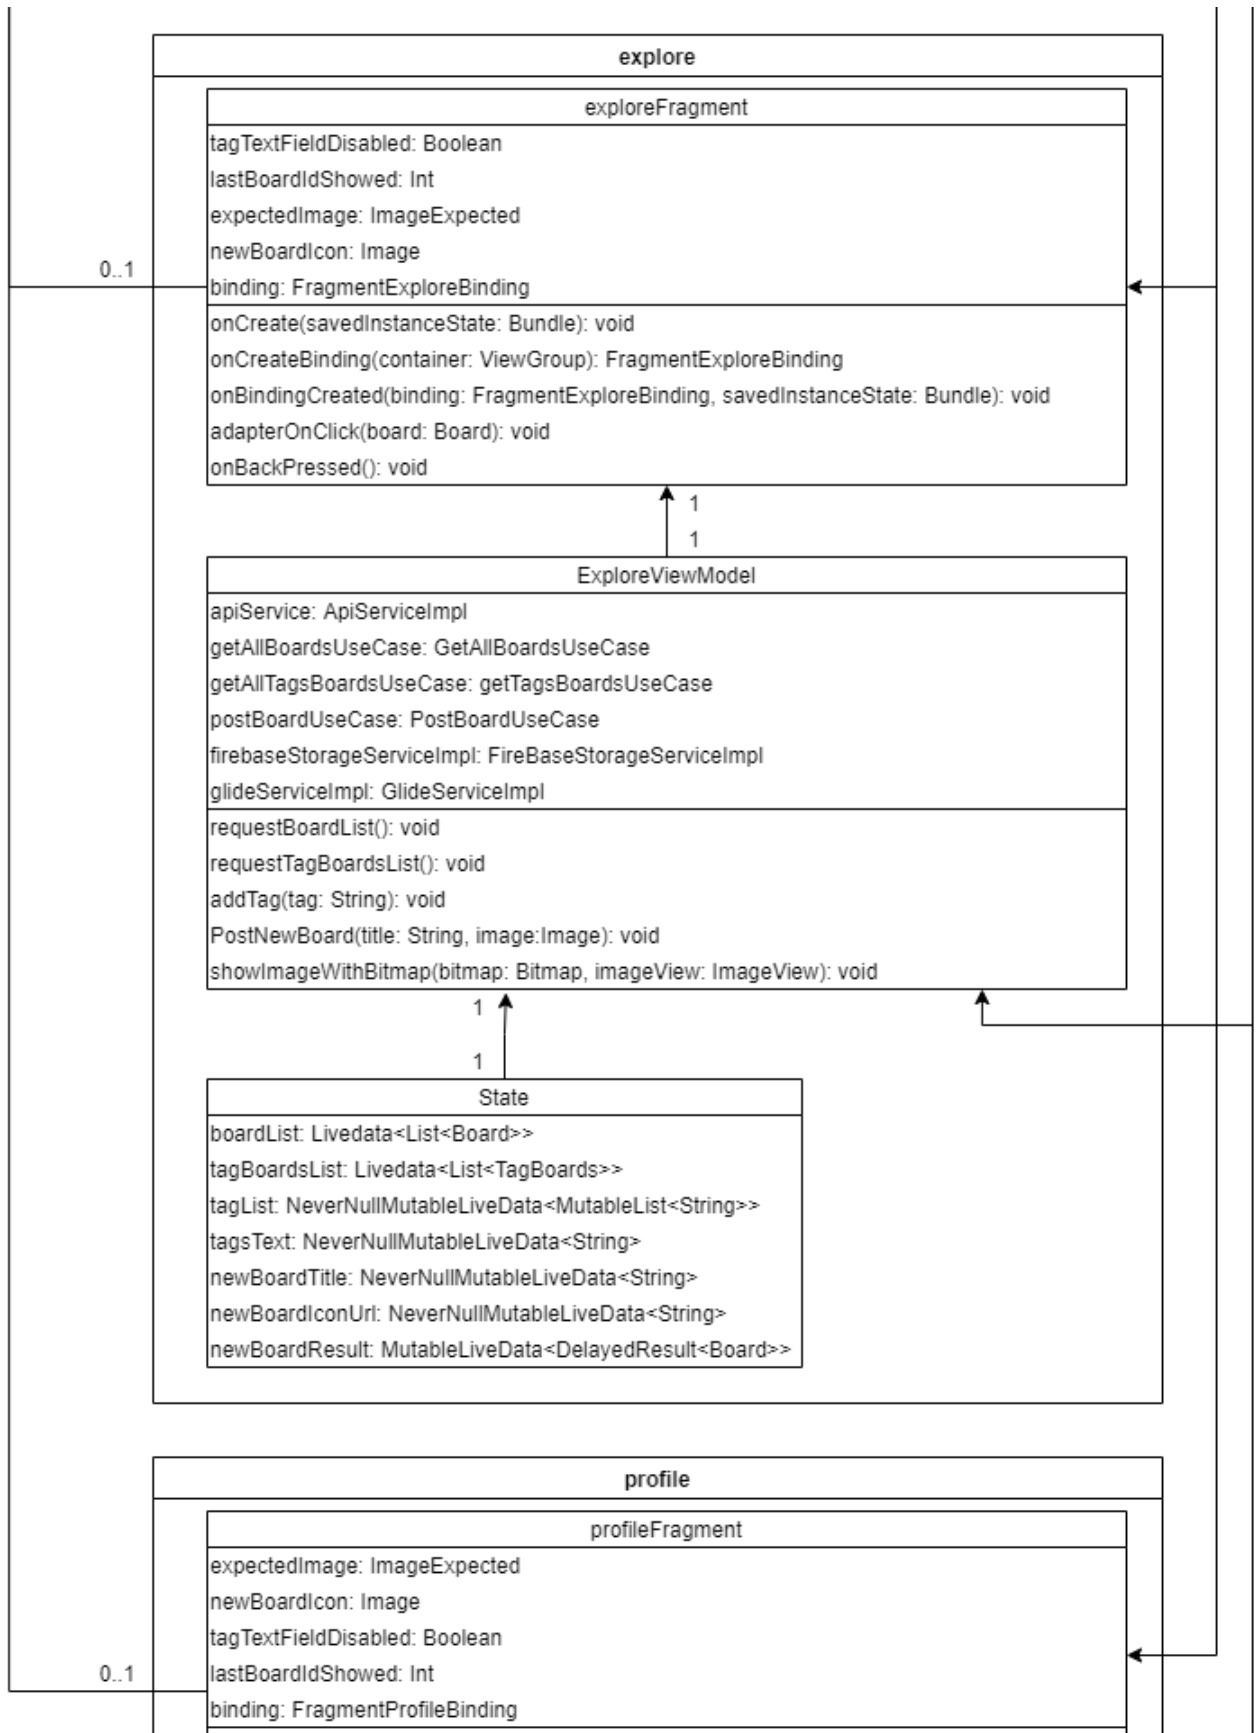 explore
exploreFragment
tagTextFieldDisabled: Boolean
lastBoardIdShowed: Int
expectedImage: ImageExpected
newBoardIcon: Image
0..1
binding: FragmentExploreBinding
onCreate(savedInstanceState: Bundle): void
onCreateBinding(container: ViewGroup): FragmentExploreBinding
onBindingCreated(binding: FragmentExploreBinding, savedInstanceState: Bundle): void
adapterOnClick(board: Board): void
onBackPressed(): void
1
1
ExploreViewModel
apiService: ApiServiceImpl
getAllBoardsUseCase: GetAllBoardsUseCase
getAllTagsBoardsUseCase: getTagsBoardsUseCase
postBoardUseCase: PostBoardUseCase
firebaseStorageServiceImpl: FireBaseStorageServiceImpl
glideServiceImpl: GlideServiceImpl
requestBoardList(): void
requestTagBoardsList(): void
addTag(tag: String): void
PostNewBoard(title: String, image:Image): void
showImageWithBitmap(bitmap: Bitmap, imageView: ImageView): void
1
1
State
boardList: Livedata<List<Board>>
tagBoardsList: Livedata<List<TagBoards>>
tagList: NeverNullMutableLiveData<MutableList<String>>
tagsText: NeverNullMutableLiveData<String>
newBoardTitle: NeverNullMutableLiveData<String>
newBoardIconUrl: NeverNullMutableLiveData<String>
newBoardResult: MutableLiveData<DelayedResult<Board>>
profile
profileFragment
expectedImage: ImageExpected
newBoardIcon: Image
tagTextFieldDisabled: Boolean
0..1
lastBoardIdShowed: Int
binding: FragmentProfileBinding